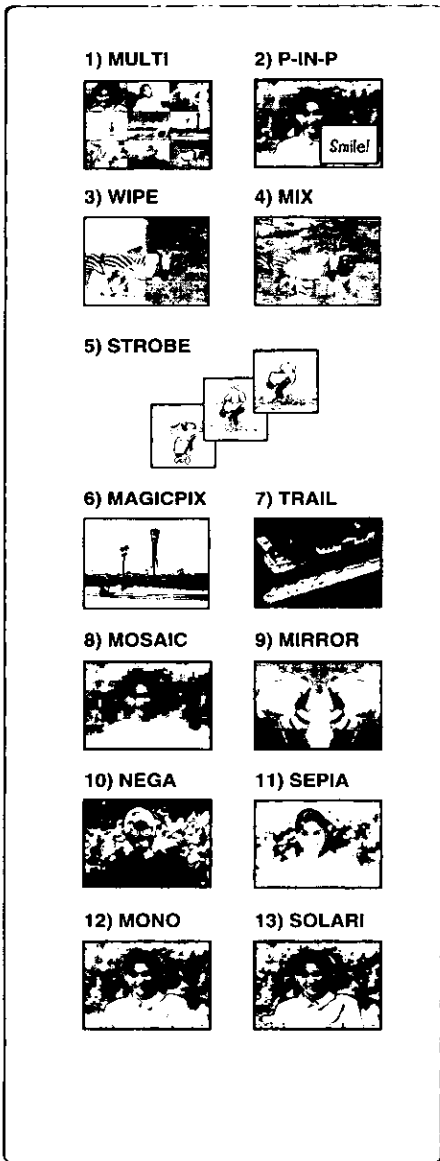 1) MULTI 2) P-IN-P
Smile!
3) WIPE 4) MIX
5) STROBE
6) MAGICPIX 7) TRAIL
8) MOSAIC 9) MIRROR
10) NEGA 11) SEPIA
12) MONO 13) SOLARI